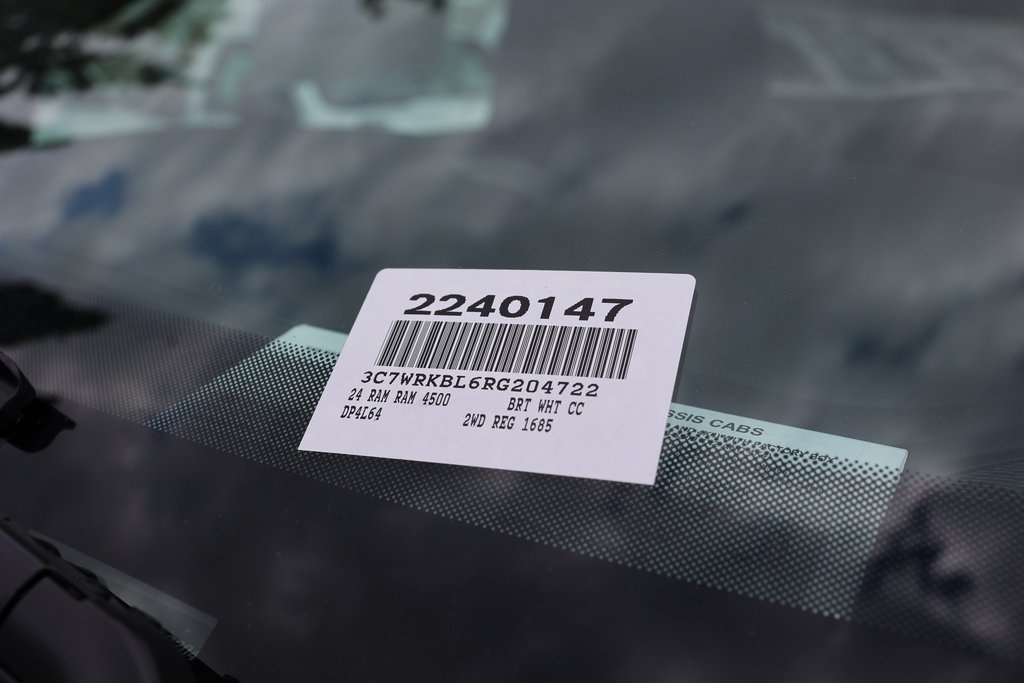 2240147
3C7WRKBL6RG204722
24 RAM RAM 4500 BRT WHT CC
DP4L64 2WD REG 1685
SSIS CABS